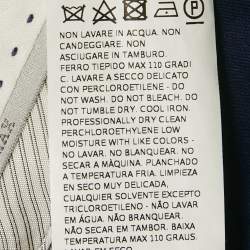 P
NON LAVARE IN ACQUA. NON
CANDEGGIARE. NON
ASCIUGARE IN TAMBURO.
FERRO TIEPIDO MAX 110 GRADI
C. LAVARE A SECCO DELICATO
CON PERCLOROETILENE - DO
NOT WASH. DO NOT BLEACH. DO
NOT TUMBLE DRY. COOL IRON.
PROFESSIONALLY DRY CLEAN
PERCHLOROETHYLENE LOW
MOISTURE WITH LIKE COLORS -
NO LAVAR. NO BLANQUEAR. NO
SECAR A MÁQUINA. PLANCHADO
A TEMPERATURA FRIA. LIMPIEZA
EN SECO MUY DELICADA,
CUALQUIER SOLVENTE EXCEPTO
TRICLOROETILENO - NÃO LAVAR
EM ÁGUA. NÃO BRANQUEAR.
NÃO SECAR EM TAMBOR. BAIXA
TEMPERATURA MAX 110 GRAUS
LAVAR EM SECO